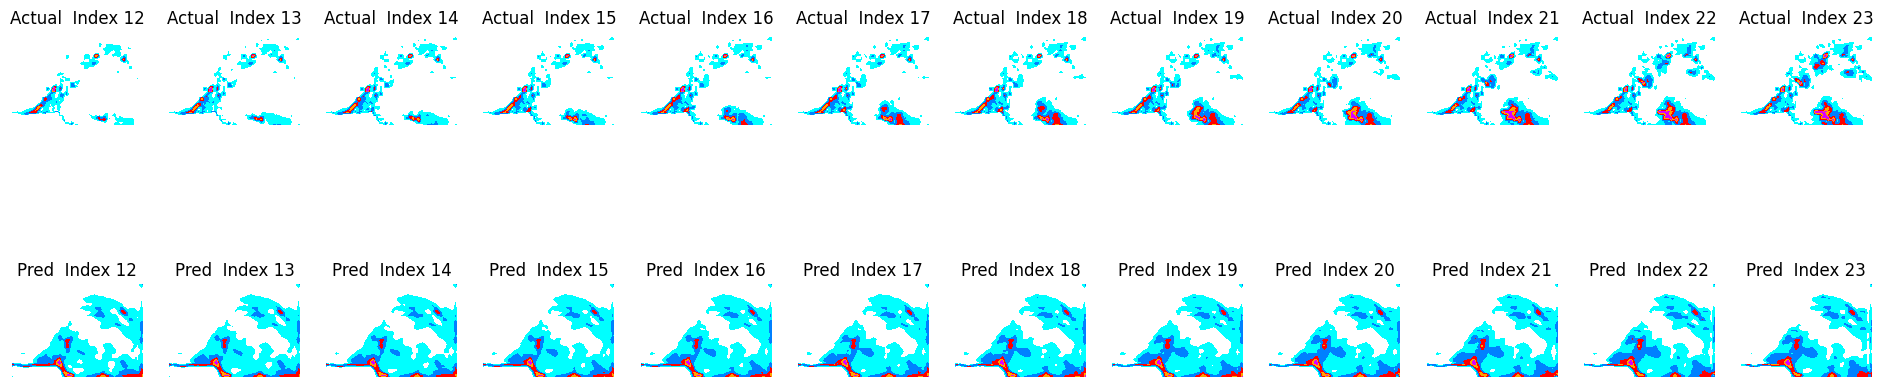 Actual  Index 12 Actual  Index 13 Actual  Index 14 Actual  Index 15 Actual  Index 16 Actual  Index 17 Actual  Index 18 Actual  Index 19 Actual  Index 20 Actual  Index 21 Actual  Index 22 Actual  Index 23
Pred  Index 12 Pred  Index 13 Pred  Index 14 Pred  Index 15 Pred  Index 16 Pred  Index 17 Pred  Index 18 Pred  Index 19 Pred  Index 20 Pred  Index 21 Pred  Index 22 Pred  Index 23